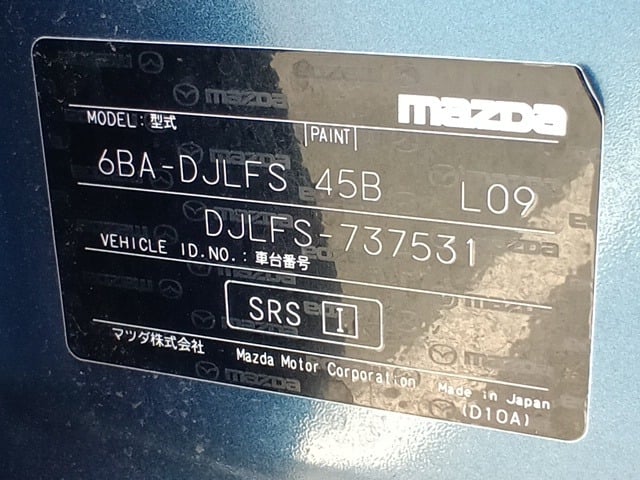 mazda
MODEL: 型式 PAINT
6BA-DJLFS 45B L09
DJLFS-737531
VEHICLE ID.NO.: 車台番号
SRS I
マツダ株式会社 Mazda Motor Corporation Made in Japan
(D10A)